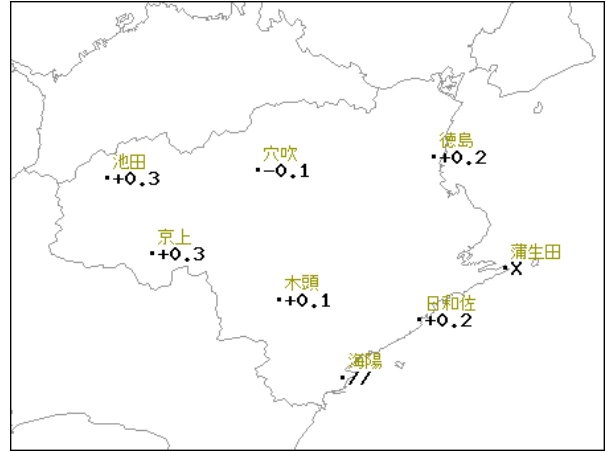 徳島
+0.2
穴吹
-0.1
池田
+0.3
京上
+0.3
蒲生田
X
木頭
+0.1
日和佐
+0.2
海陽
//